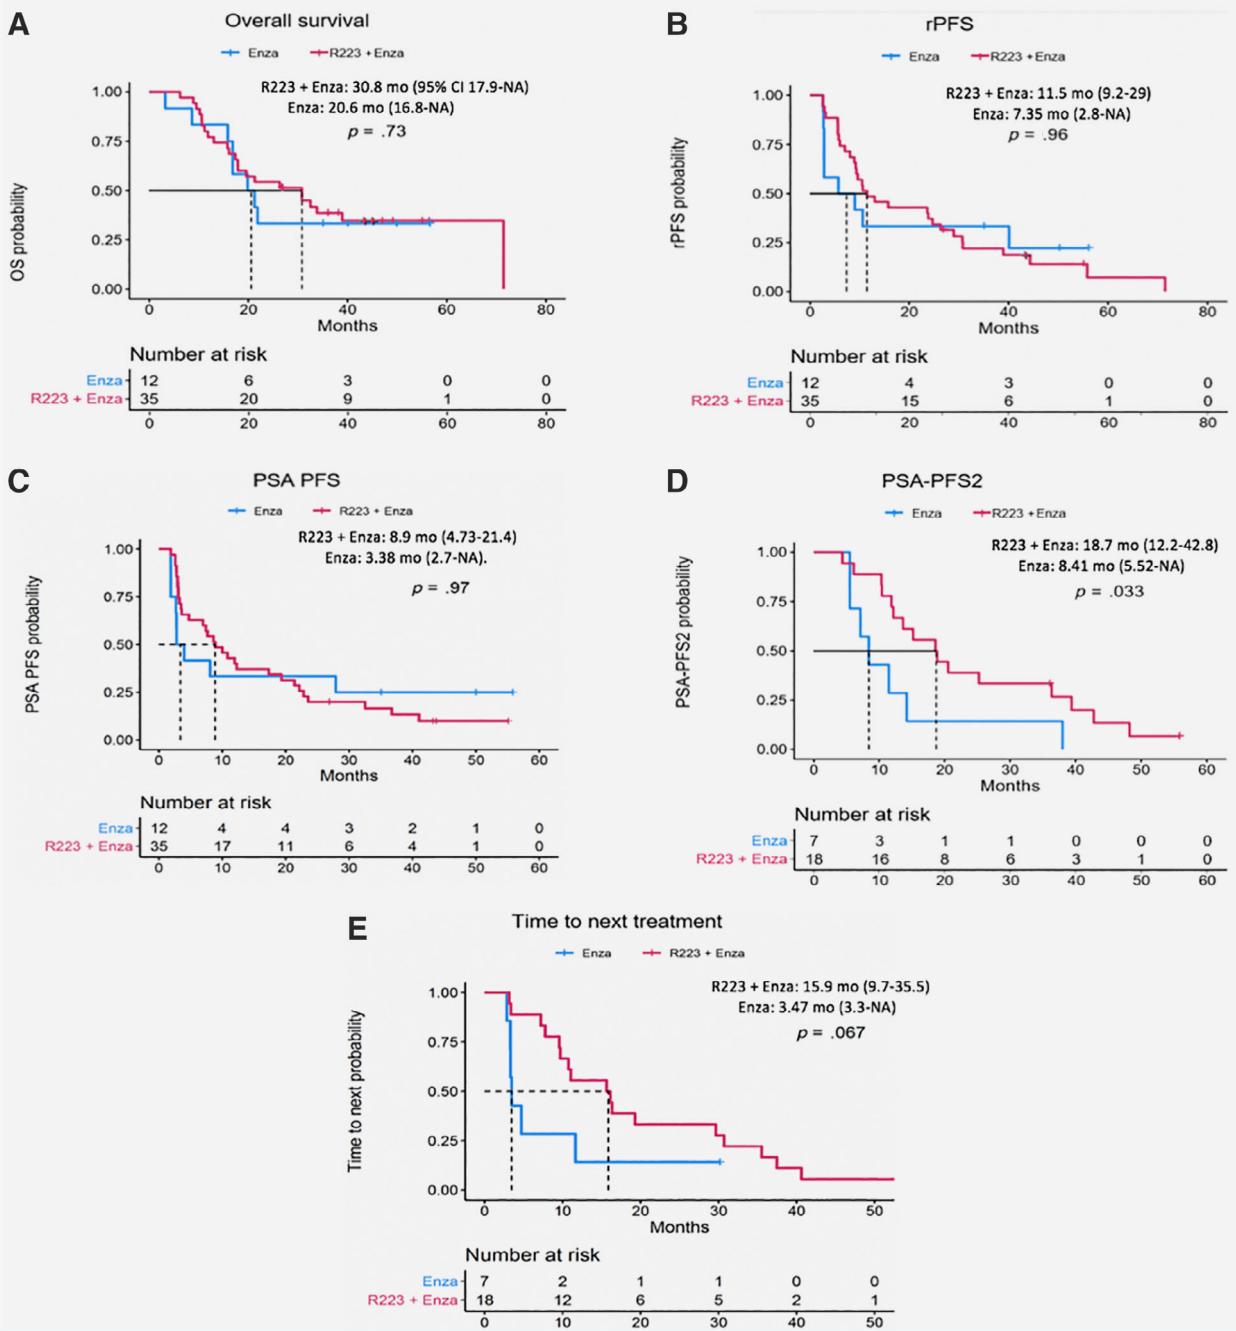 A
Overall survival
Enza R223 + Enza
R223 + Enza: 30.8 mo (95% CI 17.9-NA)
Enza: 20.6 mo (16.8-NA)
p = .73
OS probability
1.00
0.75
0.50
0.25
0.00
0 20 40 60 80
Months
Number at risk
Enza 12 6 3 0 0
R223 + Enza 35 20 9 1 0
0 20 40 60 80
B
rPFS
Enza R223 + Enza
R223 + Enza: 11.5 mo (9.2-29)
Enza: 7.35 mo (2.8-NA)
p = .96
rPFS probability
1.00
0.75
0.50
0.25
0.00
0 20 40 60 80
Months
Number at risk
Enza 12 4 3 0 0
R223 + Enza 35 15 6 1 0
0 20 40 60 80
C
PSA PFS
Enza R223 + Enza
R223 + Enza: 8.9 mo (4.73-21.4)
Enza: 3.38 mo (2.7-NA).
p = .97
PSA PFS probability
1.00
0.75
0.50
0.25
0.00
0 10 20 30 40 50 60
Months
Number at risk
Enza 12 4 4 3 2 1 0
R223 + Enza 35 17 11 6 4 1 0
0 10 20 30 40 50 60
D
PSA-PFS2
Enza R223 + Enza
R223 + Enza: 18.7 mo (12.2-42.8)
Enza: 8.41 mo (5.52-NA)
p = .033
PSA-PFS2 probability
1.00
0.75
0.50
0.25
0.00
0 10 20 30 40 50 60
Months
Number at risk
Enza 7 3 1 1 0 0 0
R223 + Enza 18 16 8 6 3 1 0
0 10 20 30 40 50 60
E
Time to next treatment
Enza R223 + Enza
R223 + Enza: 15.9 mo (9.7-35.5)
Enza: 3.47 mo (3.3-NA)
p = .067
Time to next probability
1.00
0.75
0.50
0.25
0.00
0 10 20 30 40 50
Months
Number at risk
Enza 7 2 1 1 0 0
R223 + Enza 18 12 6 5 2 1
0 10 20 30 40 50